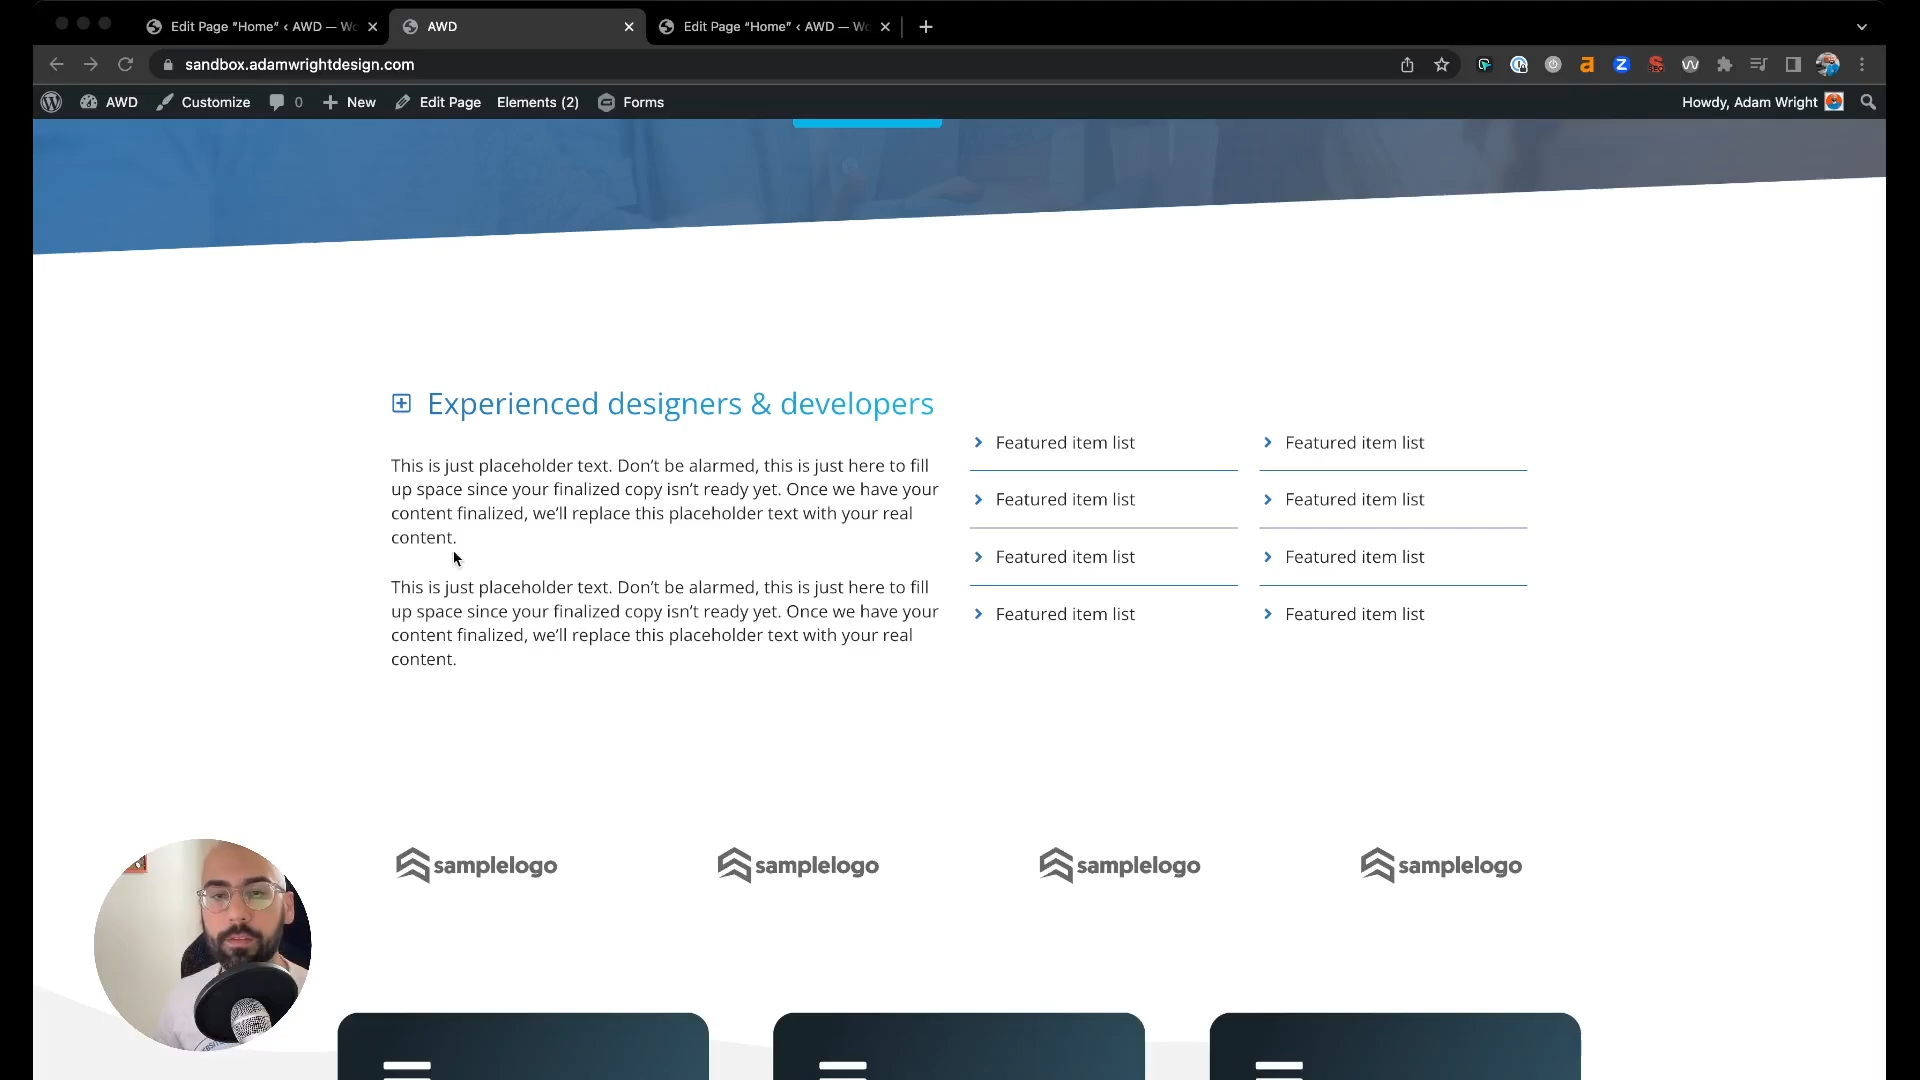 Edit Page "Home" ‹ AWD — Wo
AWD
Edit Page "Home" ‹ AWD — Wo
sandbox.adamwrightdesign.com
AWD
Customize
0
New
Edit Page
Elements (2)
Forms
Howdy, Adam Wright
Experienced designers & developers
This is just placeholder text. Don't be alarmed, this is just here to fill
up space since your finalized copy isn't ready yet. Once we have your
content finalized, we'll replace this placeholder text with your real
content.
This is just placeholder text. Don't be alarmed, this is just here to fill
up space since your finalized copy isn't ready yet. Once we have your
content finalized, we'll replace this placeholder text with your real
content.
Featured item list
Featured item list
Featured item list
Featured item list
Featured item list
Featured item list
Featured item list
Featured item list
samplelogo
samplelogo
samplelogo
samplelogo